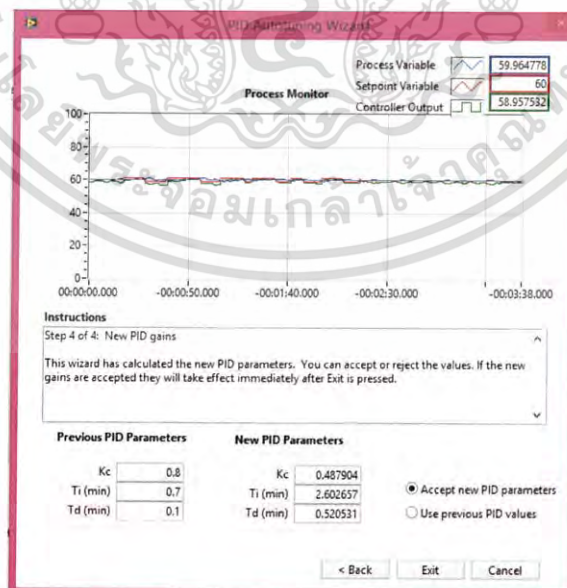 PID Autotuning Wizard
Process Variable 59.964778
Setpoint Variable 60
Controller Output 58.957532
Process Monitor
100
80
60
40
20
0
00:00:00.000 -00:00:50.000 -00:01:40.000 -00:02:30.000 -00:03:38.000
Instructions
Step 4 of 4: New PID gains
This wizard has calculated the new PID parameters. You can accept or reject the values. If the new
gains are accepted they will take effect immediately after Exit is pressed.
Previous PID Parameters
Kc 0.8
Ti (min) 0.7
Td (min) 0.1
New PID Parameters
Kc 0.487904
Ti (min) 2.602657
Td (min) 0.520531
Accept new PID parameters
Use previous PID values
< Back Exit Cancel